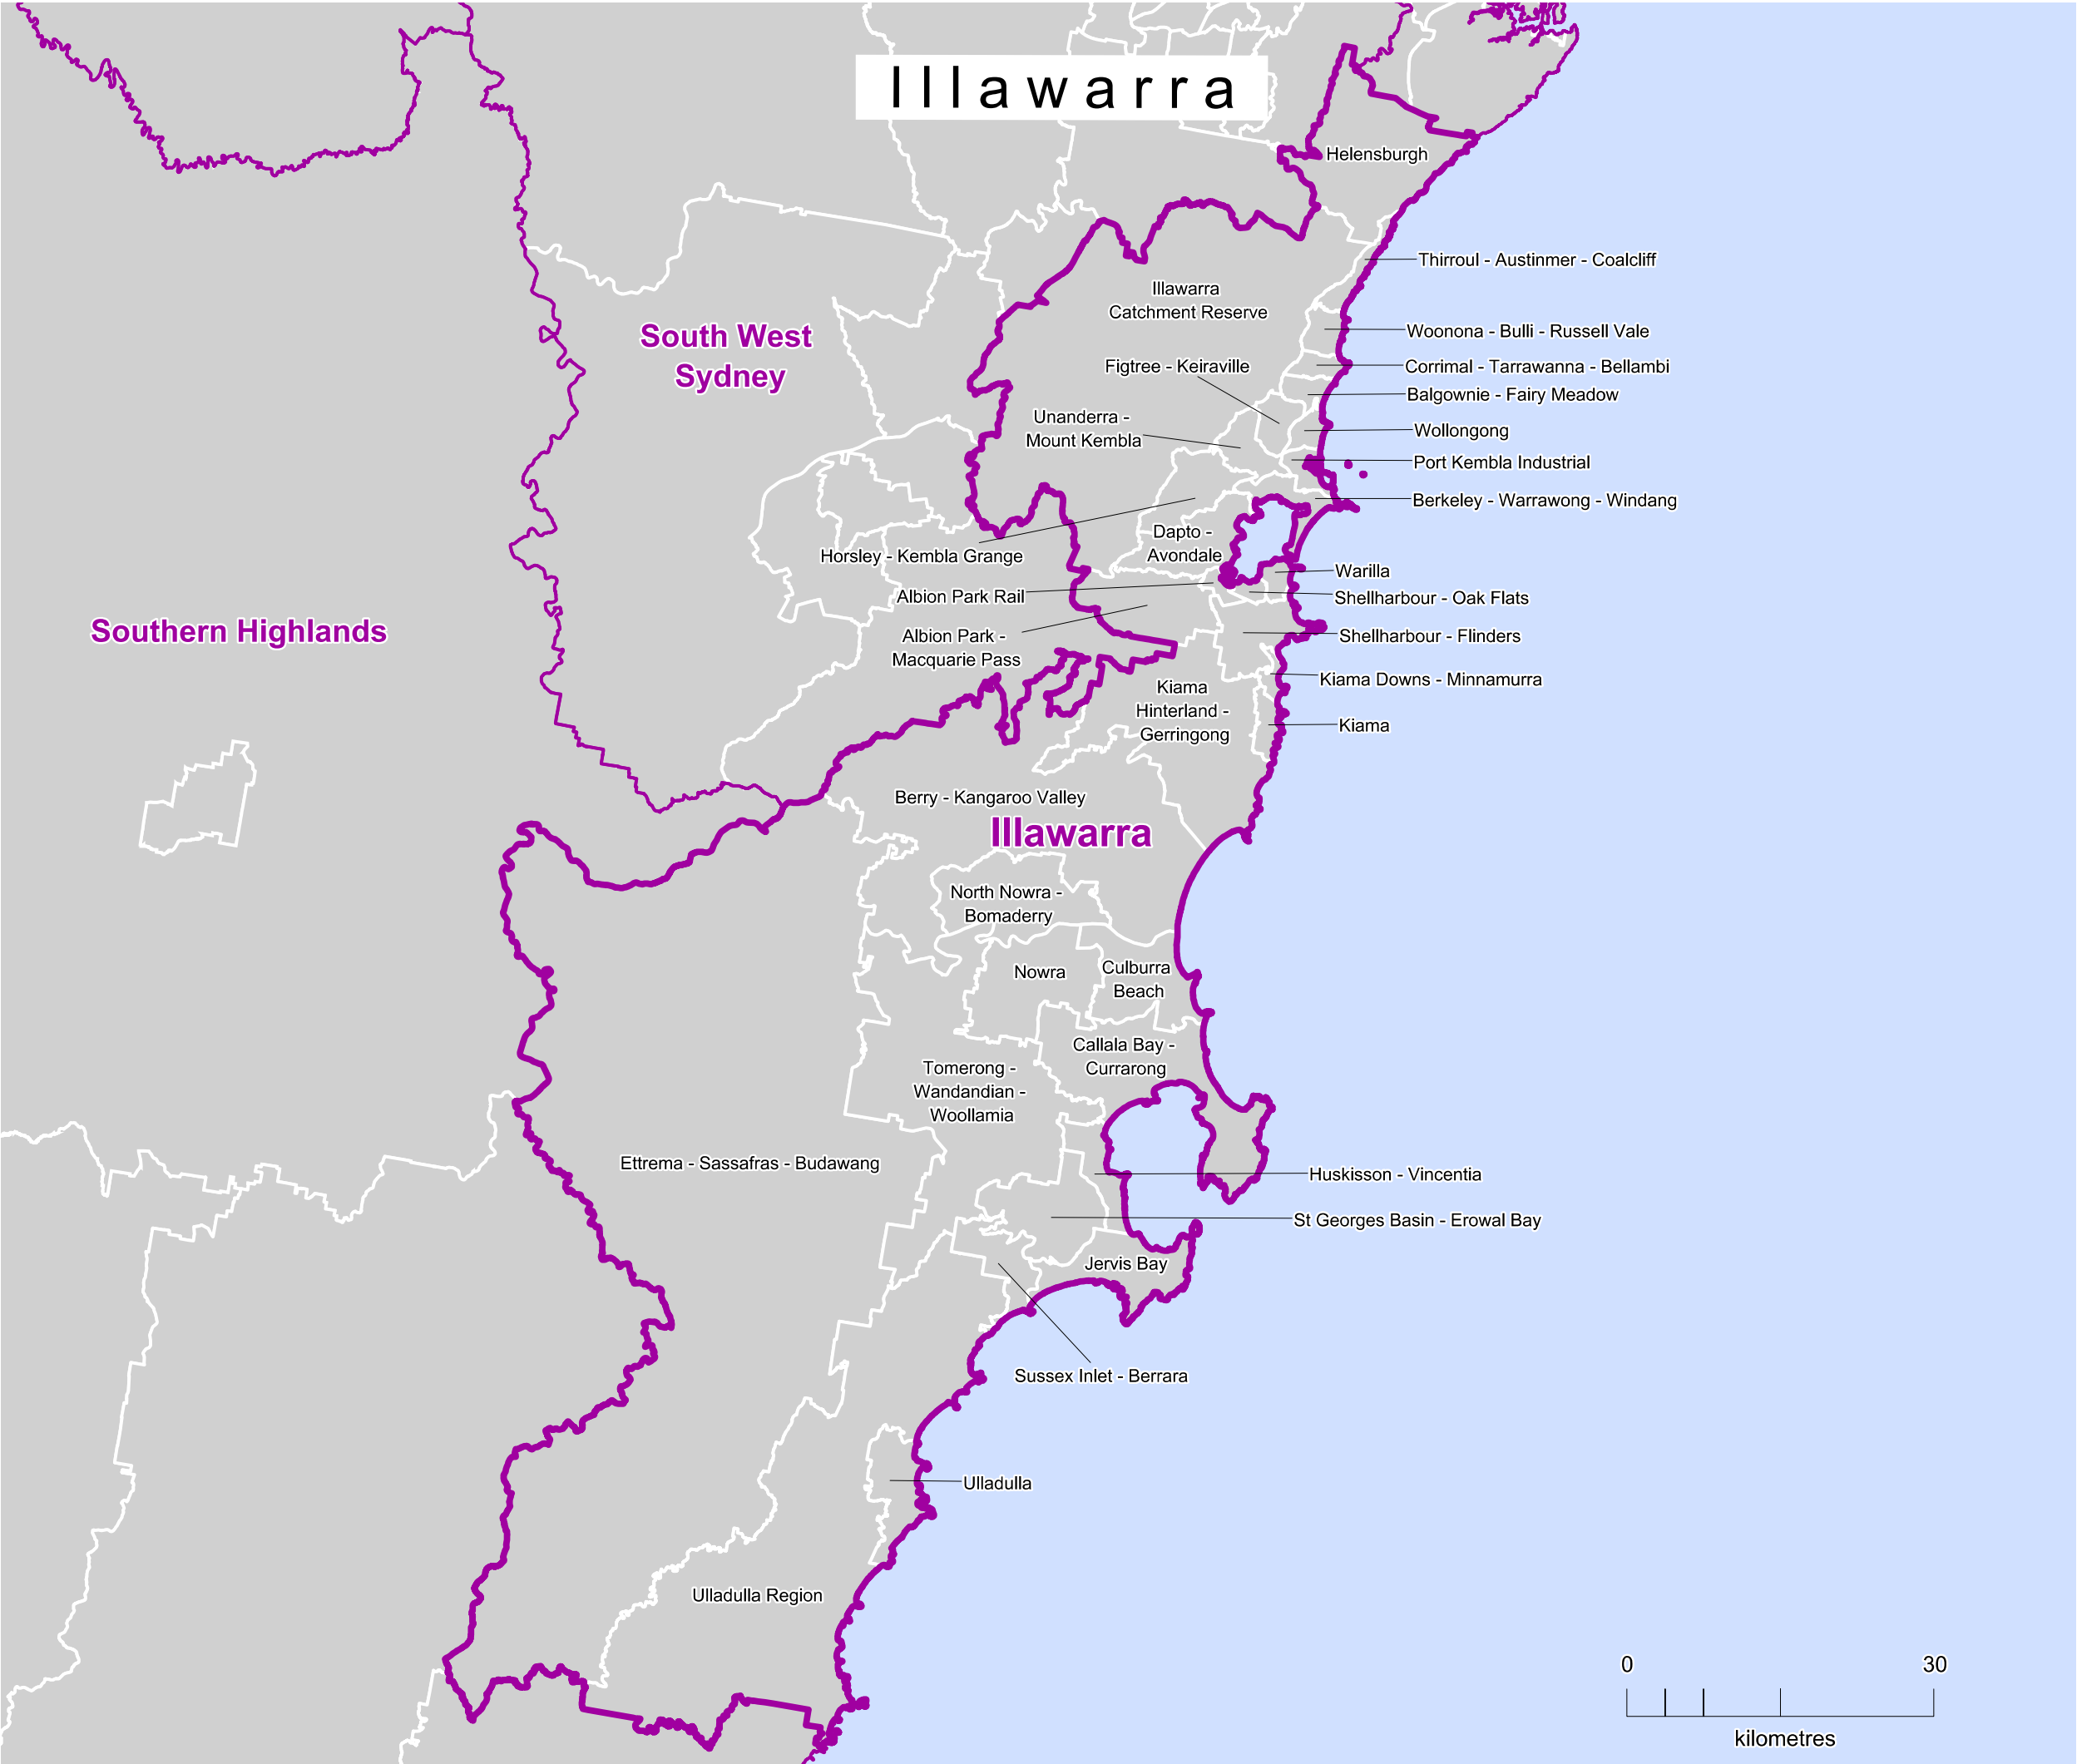 Illawarra
Helensburgh
Thirroul - Austinmer - Coalcliff
Illawarra
Catchment Reserve
South West
Sydney
Woonona - Bulli - Russell Vale
Figtree - Keiraville
Corrimal - Tarrawanna - Bellambi
Balgownie - Fairy Meadow
Unanderra -
Mount Kembla
Wollongong
Port Kembla Industrial
Berkeley - Warrawong - Windang
Dapto -
Avondale
Horsley - Kembla Grange
Warilla
Albion Park Rail
Shellharbour - Oak Flats
Southern Highlands
Albion Park -
Macquarie Pass
Shellharbour - Flinders
Kiama Downs - Minnamurra
Kiama
Hinterland -
Gerringong
Kiama
Berry - Kangaroo Valley
Illawarra
North Nowra -
Bomaderry
Nowra
Culburra
Beach
Callala Bay -
Currarong
Tomerong -
Wandandian -
Woollamia
Ettrema - Sassafras - Budawang
Huskisson - Vincentia
St Georges Basin - Erowal Bay
Jervis Bay
Sussex Inlet - Berrara
Ulladulla
Ulladulla Region
0 30
kilometres